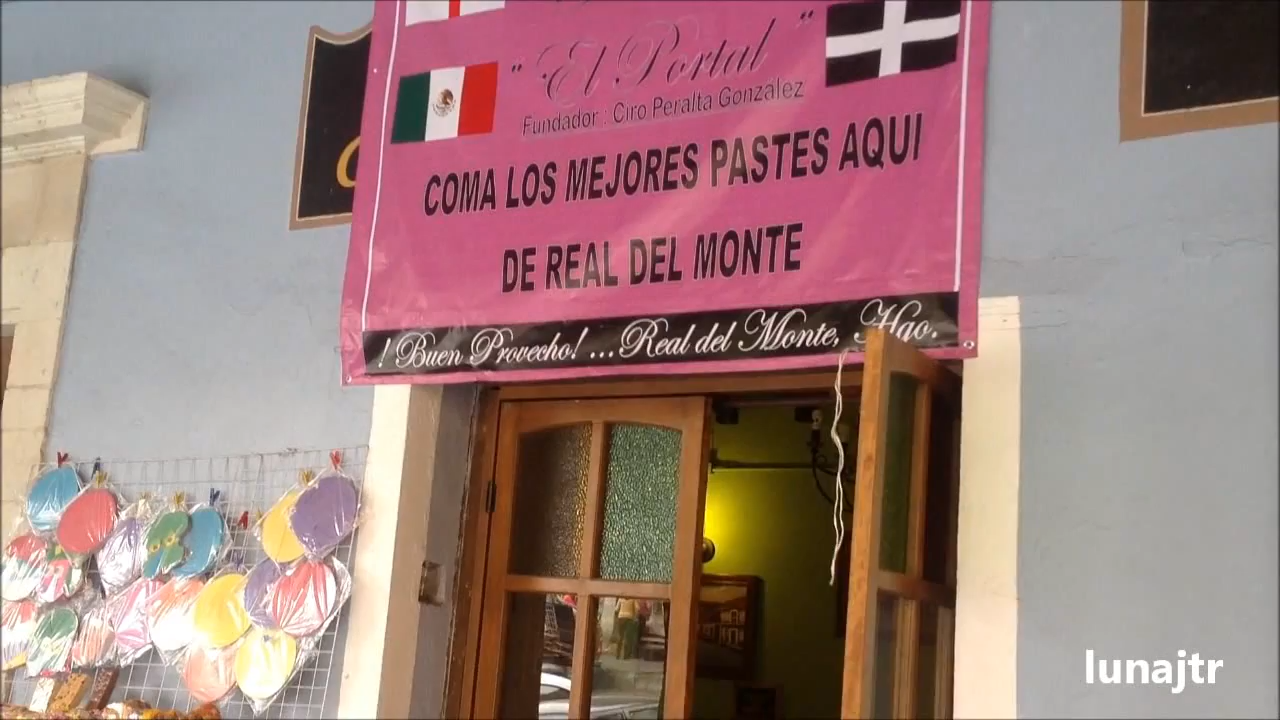 " El Portal "
Fundador : Ciro Peralta González
COMA LOS MEJORES PASTES AQUI
DE REAL DEL MONTE
! Buen Provecho! ...Real del Monte, Hgo.
lunajtr